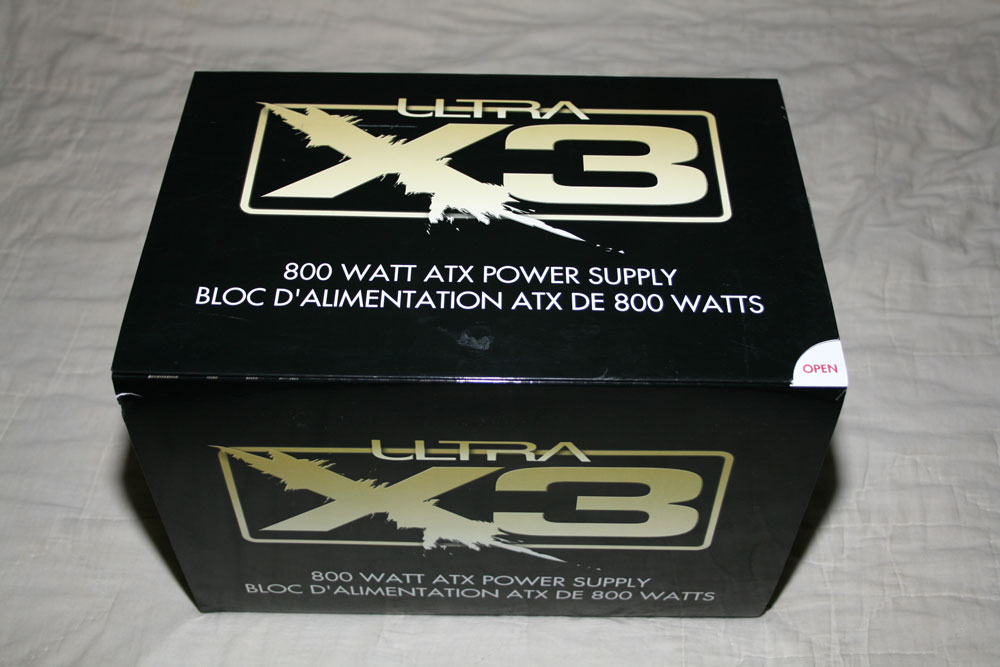 ULTRA
X3
800 WATT ATX POWER SUPPLY
BLOC D'ALIMENTATION ATX DE 800 WATTS
OPEN
ULTRA
X3
800 WATT ATX POWER SUPPLY
BLOC D'ALIMENTATION ATX DE 800 WATTS